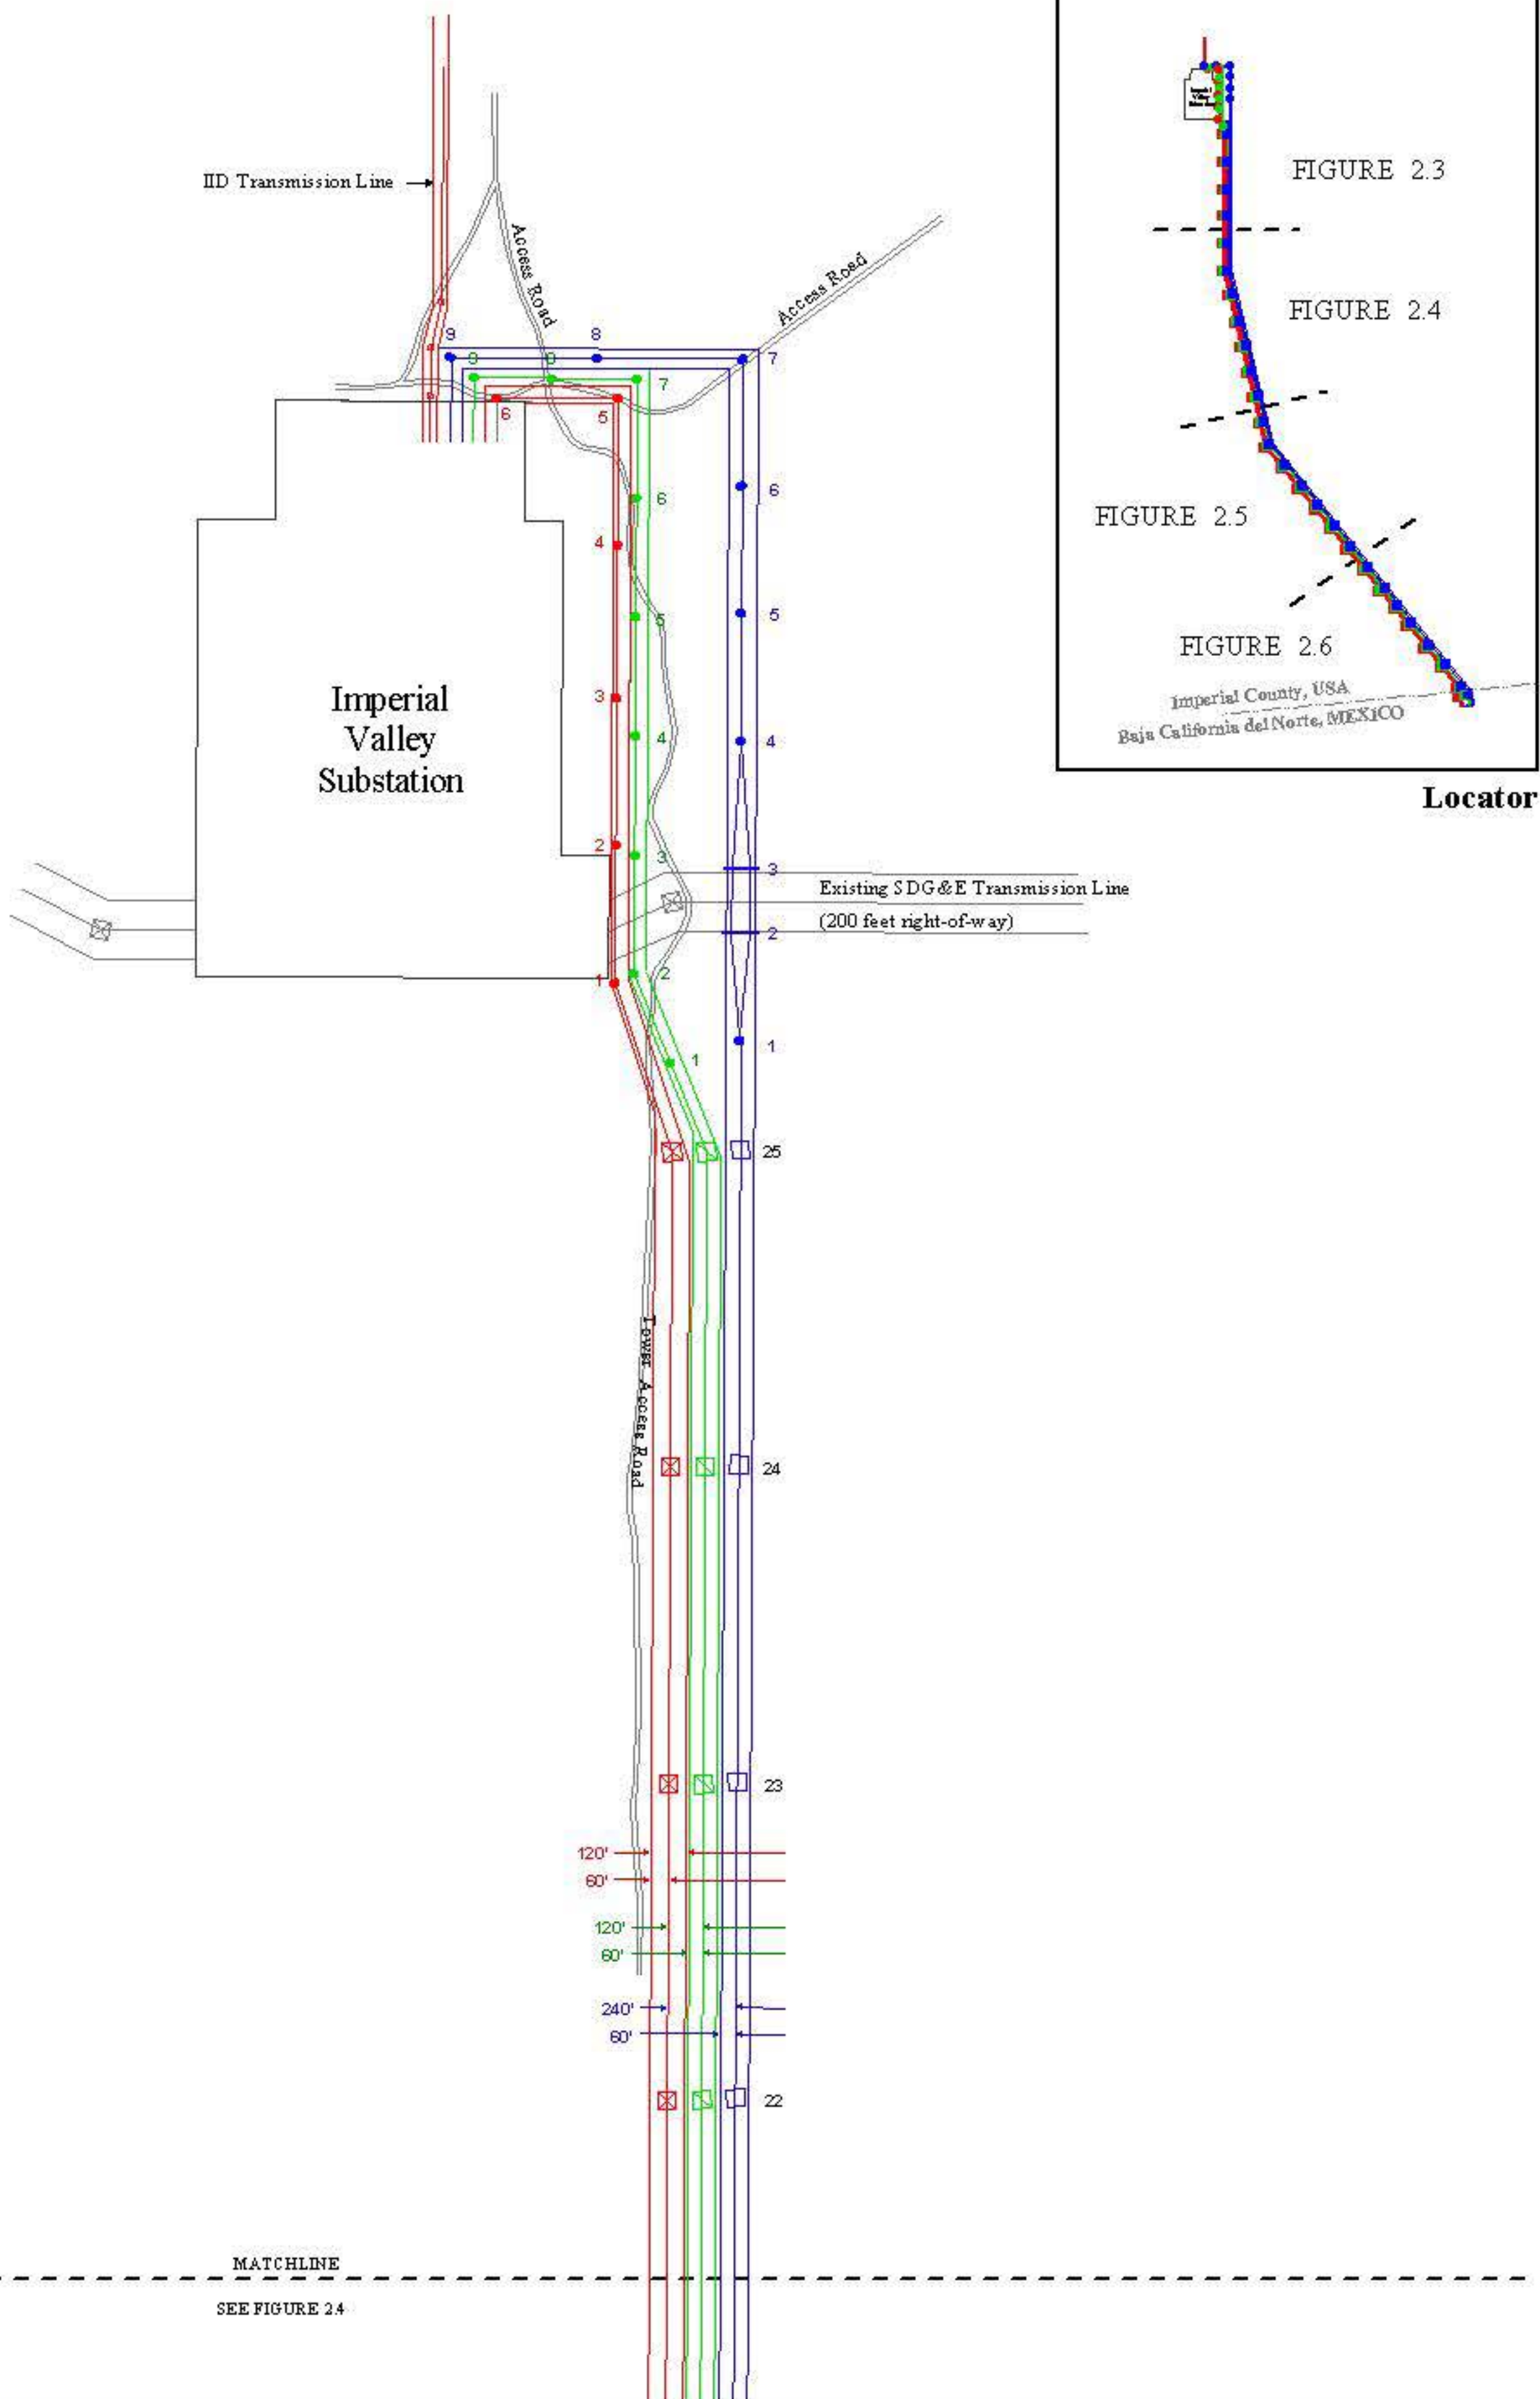 IID Transmission Line
Access Road
Access Road
9
8
7
9
8
7
6
5
6
6
4
5
5
3
4
4
2
3
3
Imperial
Valley
Substation
Existing SDG&E Transmission Line
(200 feet right-of-way)
2
1
2
1
1
25
Tower Access Road
24
23
120'
60'
120'
60'
240'
60'
22
MATCHLINE
SEE FIGURE 2.4
FIGURE 2.3
FIGURE 2.4
FIGURE 2.5
FIGURE 2.6
Imperial County, USA
Baja California del Norte, MEXICO
Locator